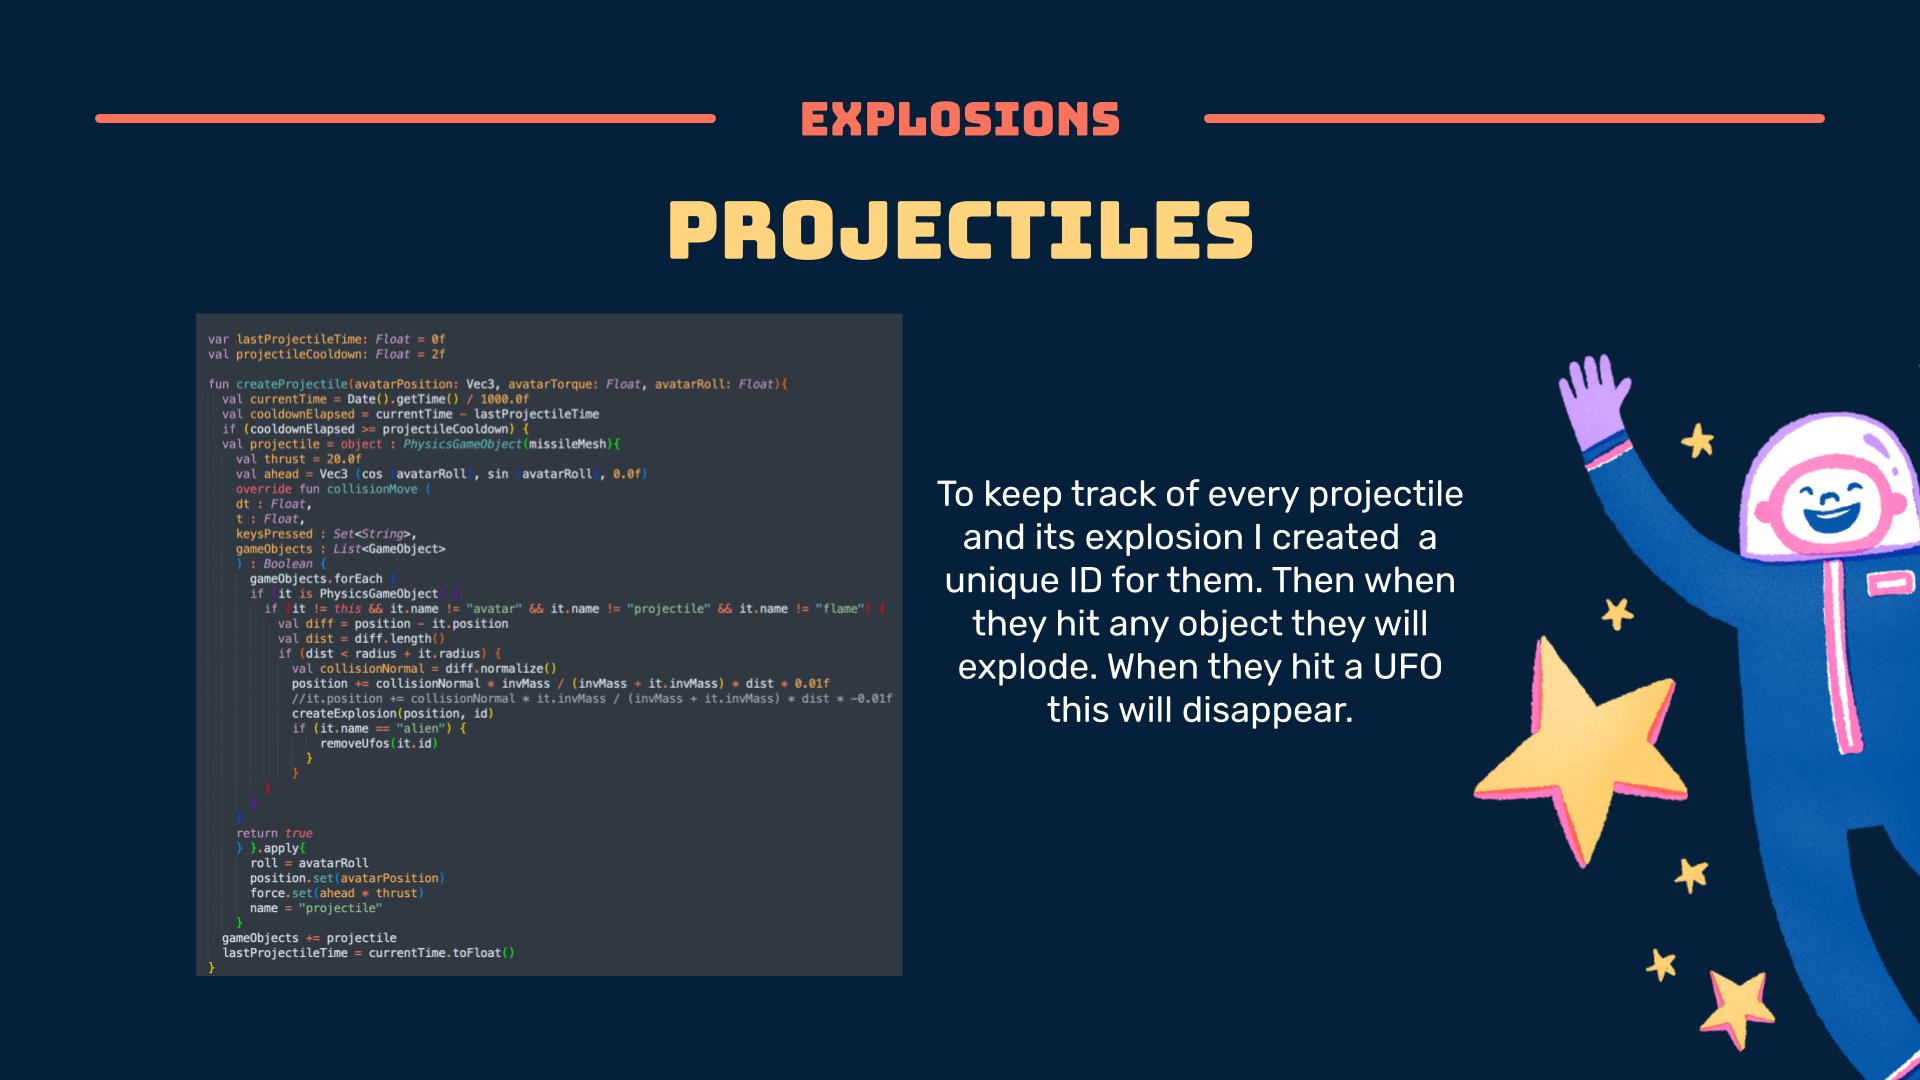 EXPLOSIONS
PROJECTILES
var lastProjectileTime: Float = 0f
val projectileCooldown: Float = 2f
fun createProjectile(avatarPosition: Vec3, avatarTorque: Float, avatarRoll: Float){
val currentTime = Date().getTime() / 1000.0f
val cooldownElapsed = currentTime - lastProjectileTime
if (cooldownElapsed >= projectileCooldown) {
val projectile = object : PhysicsGameObject(missileMesh){
val thrust = 20.0f
val ahead = Vec3 (cos (avatarRoll), sin (avatarRoll), 0.0f)
override fun collisionMove (
dt : Float,
t : Float,
keysPressed : Set<String>,
gameObjects : List<GameObject>
) : Boolean {
gameObjects.forEach {
if (it is PhysicsGameObject) {
if (it != this && it.name != "avatar" && it.name != "projectile" && it.name != "flame") {
val diff = position - it.position
val dist = diff.length()
if (dist < radius + it.radius) {
val collisionNormal = diff.normalize()
position += collisionNormal * invMass / (invMass + it.invMass) * dist * 0.01f
//it.position += collisionNormal * it.invMass / (invMass + it.invMass) * dist * -0.01f
createExplosion(position, id)
if (it.name == "alien") {
removeUfos(it.id)
}
}
}
}
}
return true
} }.apply{
roll = avatarRoll
position.set(avatarPosition)
force.set(ahead * thrust)
name = "projectile"
}
gameObjects += projectile
lastProjectileTime = currentTime.toFloat()
}
To keep track of every projectile
and its explosion I created  a
unique ID for them. Then when
they hit any object they will
explode. When they hit a UFO
this will disappear.